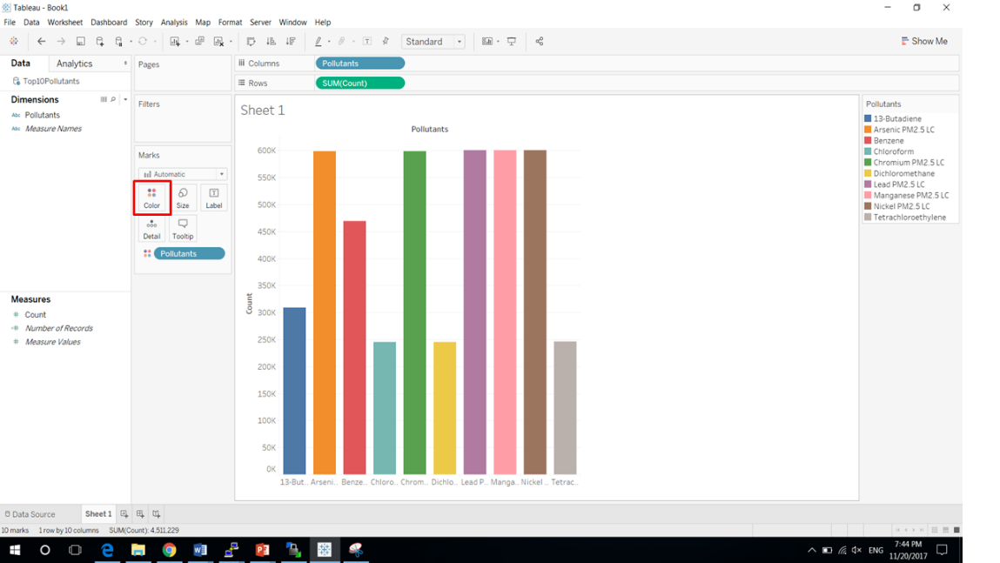 Tableau - Book1
File Data Worksheet Dashboard Story Analysis Map Format Server Window Help
Standard
Show Me
Data Analytics
Top10Pollutants
Dimensions
Abc Pollutants
Abc Measure Names
Measures
# Count
# Number of Records
# Measure Values
Pages
Filters
Marks
Automatic
Color Size Label
Detail Tooltip
Pollutants
Columns Pollutants
Rows SUM(Count)
Sheet 1
Pollutants
600K
550K
500K
450K
400K
350K
300K
250K
200K
150K
100K
50K
0K
Count
13-But.. Arseni.. Benze.. Chloro.. Chrom.. Dichlo.. Lead P.. Manga.. Nickel .. Tetrac..
Pollutants
13-Butadiene
Arsenic PM2.5 LC
Benzene
Chloroform
Chromium PM2.5 LC
Dichloromethane
Lead PM2.5 LC
Manganese PM2.5 LC
Nickel PM2.5 LC
Tetrachloroethylene
Data Source Sheet 1
10 marks 1 row by 10 columns SUM(Count): 4,511,229
ENG
7:44 PM
11/20/2017